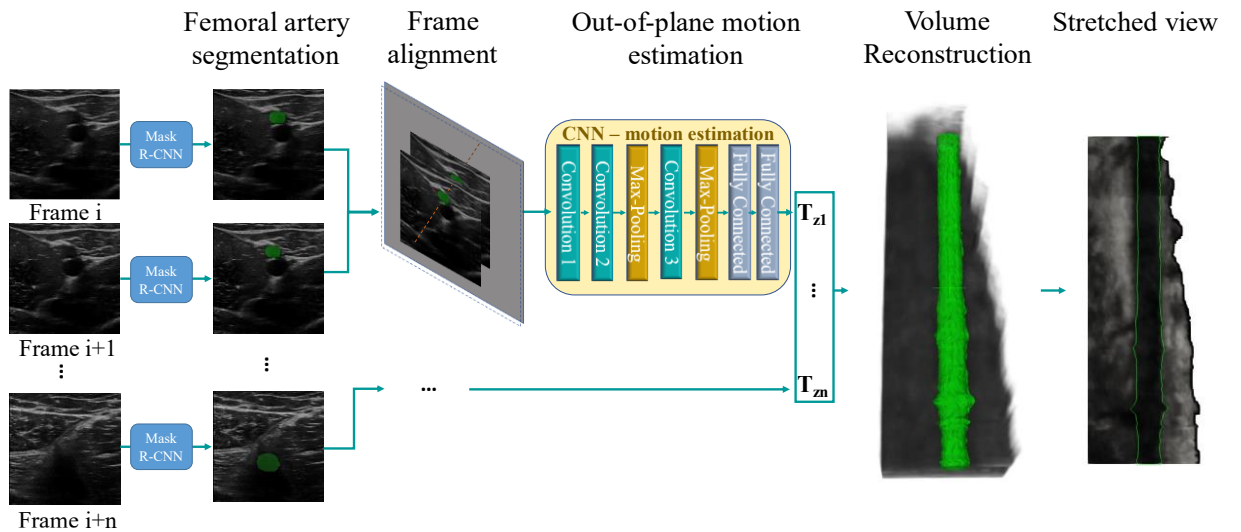 Femoral artery
segmentation
Frame
alignment
Out-of-plane motion
estimation
Volume
Reconstruction
Stretched view
Mask
R-CNN
Frame i
Mask
R-CNN
Frame i+1
⋮
⋮
Mask
R-CNN
Frame i+n
CNN – motion estimation
Convolution 1
Convolution 2
Max-Pooling
Convolution 3
Max-Pooling
Fully Connected
Fully Connected
Tz1
⋮
...
Tzn